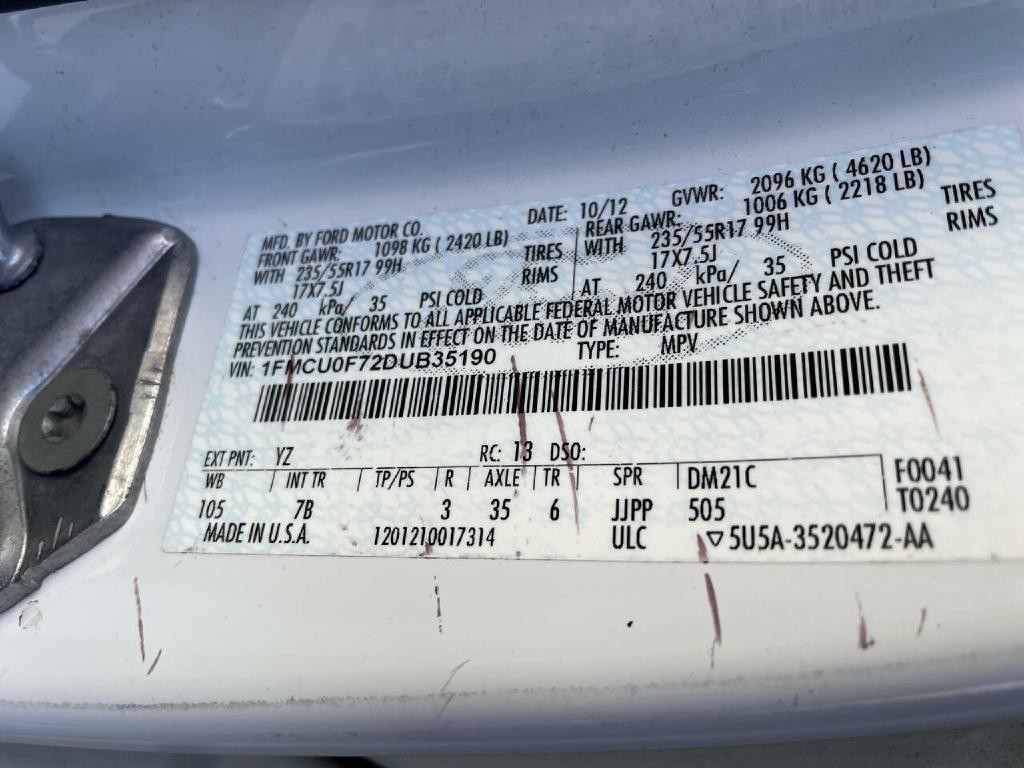 MFD. BY FORD MOTOR CO. DATE: 10/12 GVWR: 2096 KG ( 4620 LB)
FRONT GAWR: 1098 KG ( 2420 LB) REAR GAWR: 1006 KG ( 2218 LB)
WITH 235/55R17 99H TIRES WITH 235/55R17 99H TIRES
17X7.5J RIMS 17X7.5J RIMS
AT 240 kPa/ 35 PSI COLD AT 240 kPa/ 35 PSI COLD
THIS VEHICLE CONFORMS TO ALL APPLICABLE FEDERAL MOTOR VEHICLE SAFETY AND THEFT
PREVENTION STANDARDS IN EFFECT ON THE DATE OF MANUFACTURE SHOWN ABOVE.
VIN: 1FMCU0F72DUB35190 TYPE: MPV
EXT PNT: YZ RC: 13 DSO:
WB INT TR TP/PS R AXLE TR SPR DM21C F0041
105 7B 3 35 6 JJPP 505 T0240
MADE IN U.S.A. 1201210017314 ULC ▽5U5A-3520472-AA